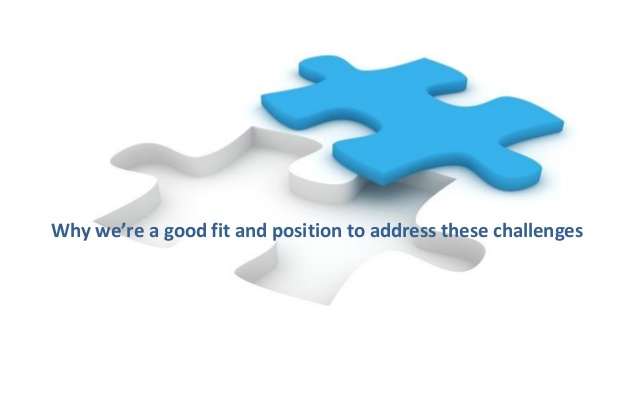 Why we’re a good fit and position to address these challenges